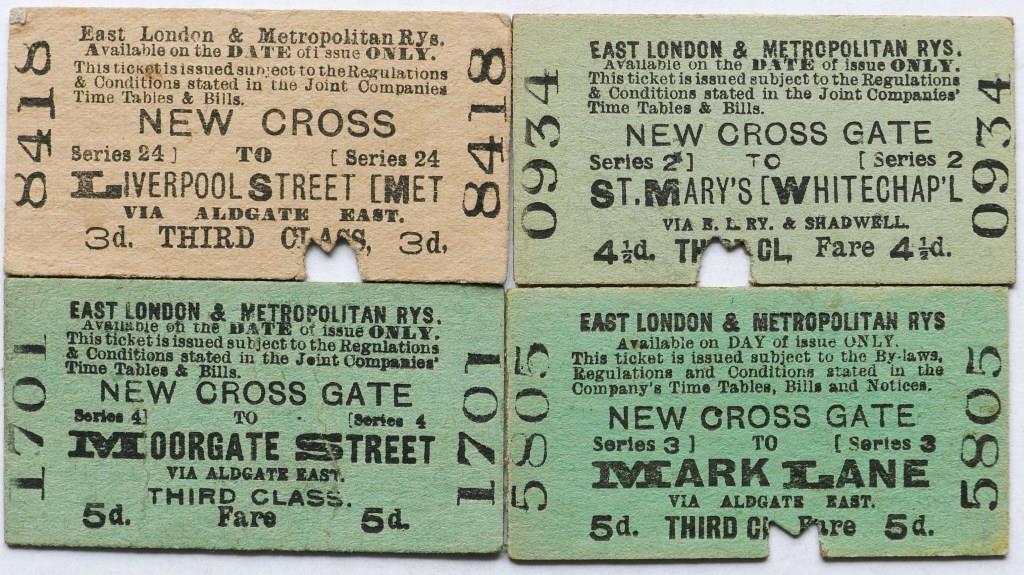 East London & Metropolitan Rys.
Available on the DATE of issue ONLY.
This ticket is issued subject to the Regulations
& Conditions stated in the Joint Companies
Time Tables & Bills.
NEW CROSS
Series 24] TO [Series 24
LIVERPOOL STREET [MET
VIA ALDGATE EAST.
3d. THIRD CLASS, 3d,
8418
8418
EAST LONDON & METROPOLITAN RYS.
Available on the DATE of issue ONLY.
This ticket is issued subject to the Regulations
& Conditions stated in the Joint Companies'
Time Tables & Bills.
NEW CROSS GATE
Series 2] TO [Series 2
ST. MARY'S [WHITECHAP'L
VIA E. L. RY. & SHADWELL.
4½d. TH CL, Fare 4½d.
0934
0934
EAST LONDON & METROPOLITAN RYS.
Available on the DATE of issue ONLY.
This ticket is issued subject to the Regulations
& Conditions stated in the Joint Companies'
Time Tables & Bills.
NEW CROSS GATE
Series 4] TO [Series 4
MOORGATE STREET
VIA ALDGATE EAST.
THIRD CLASS.
5d. Fare 5d.
1701
1701
EAST LONDON & METROPOLITAN RYS
Available on DAY of issue ONLY.
This ticket is issued subject to the By-laws,
Regulations and Conditions stated in the
Company's Time Tables, Bills and Notices.
NEW CROSS GATE
Series 3] TO [Series 3
MARK LANE
VIA ALDGATE EAST.
5d. THIRD Cl Fare 5d.
5805
5805